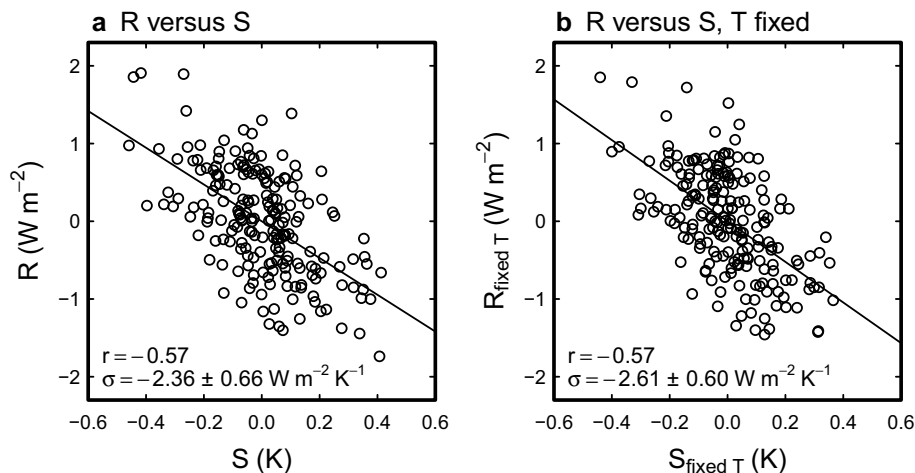 a R versus S
b R versus S, T fixed
2
1
0
−1
−2
R (W m⁻²)
r = −0.57
σ = −2.36 ± 0.66 W m⁻² K⁻¹
−0.6 −0.4 −0.2 0.0 0.2 0.4 0.6
S (K)
2
1
0
−1
−2
R_fixed T (W m⁻²)
r = −0.57
σ = −2.61 ± 0.60 W m⁻² K⁻¹
−0.6 −0.4 −0.2 0.0 0.2 0.4 0.6
S_fixed T (K)